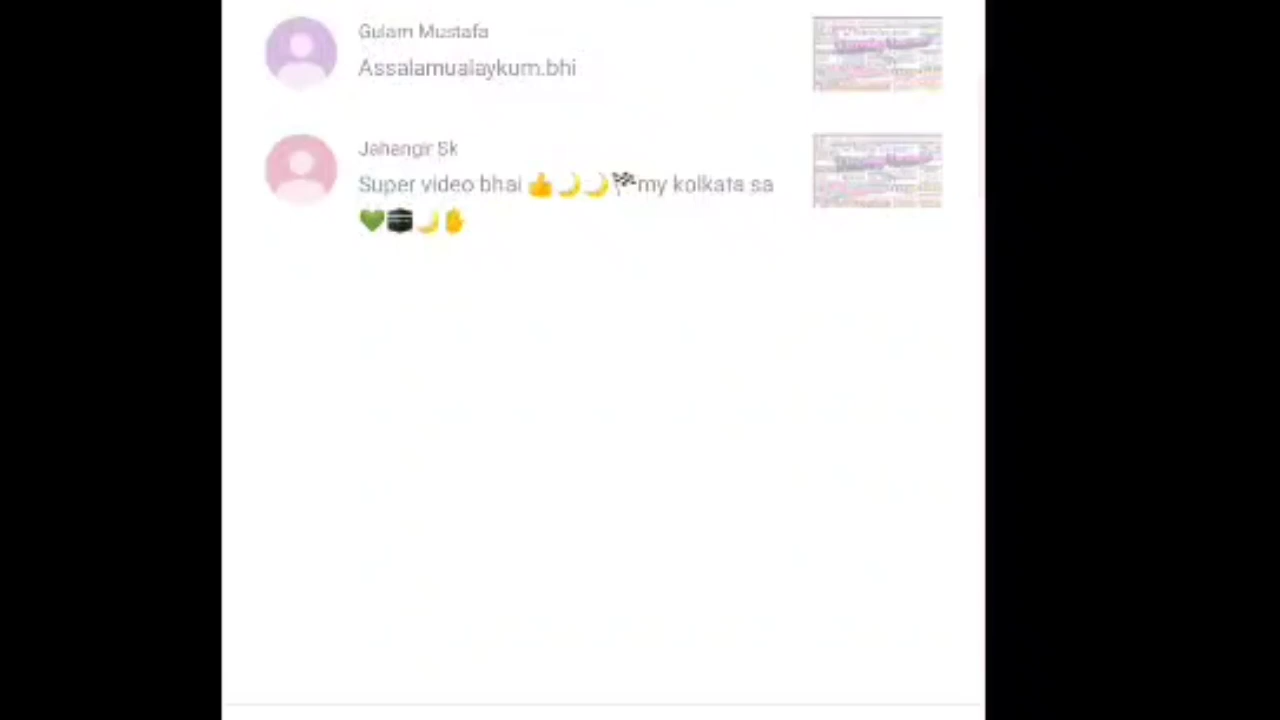 Gulam Mustafa
Assalamualaykum.bhi
Jahangir Sk
Super video bhai 👍🌙🌙🏁my kolkata sa
💚🕋🌙✋